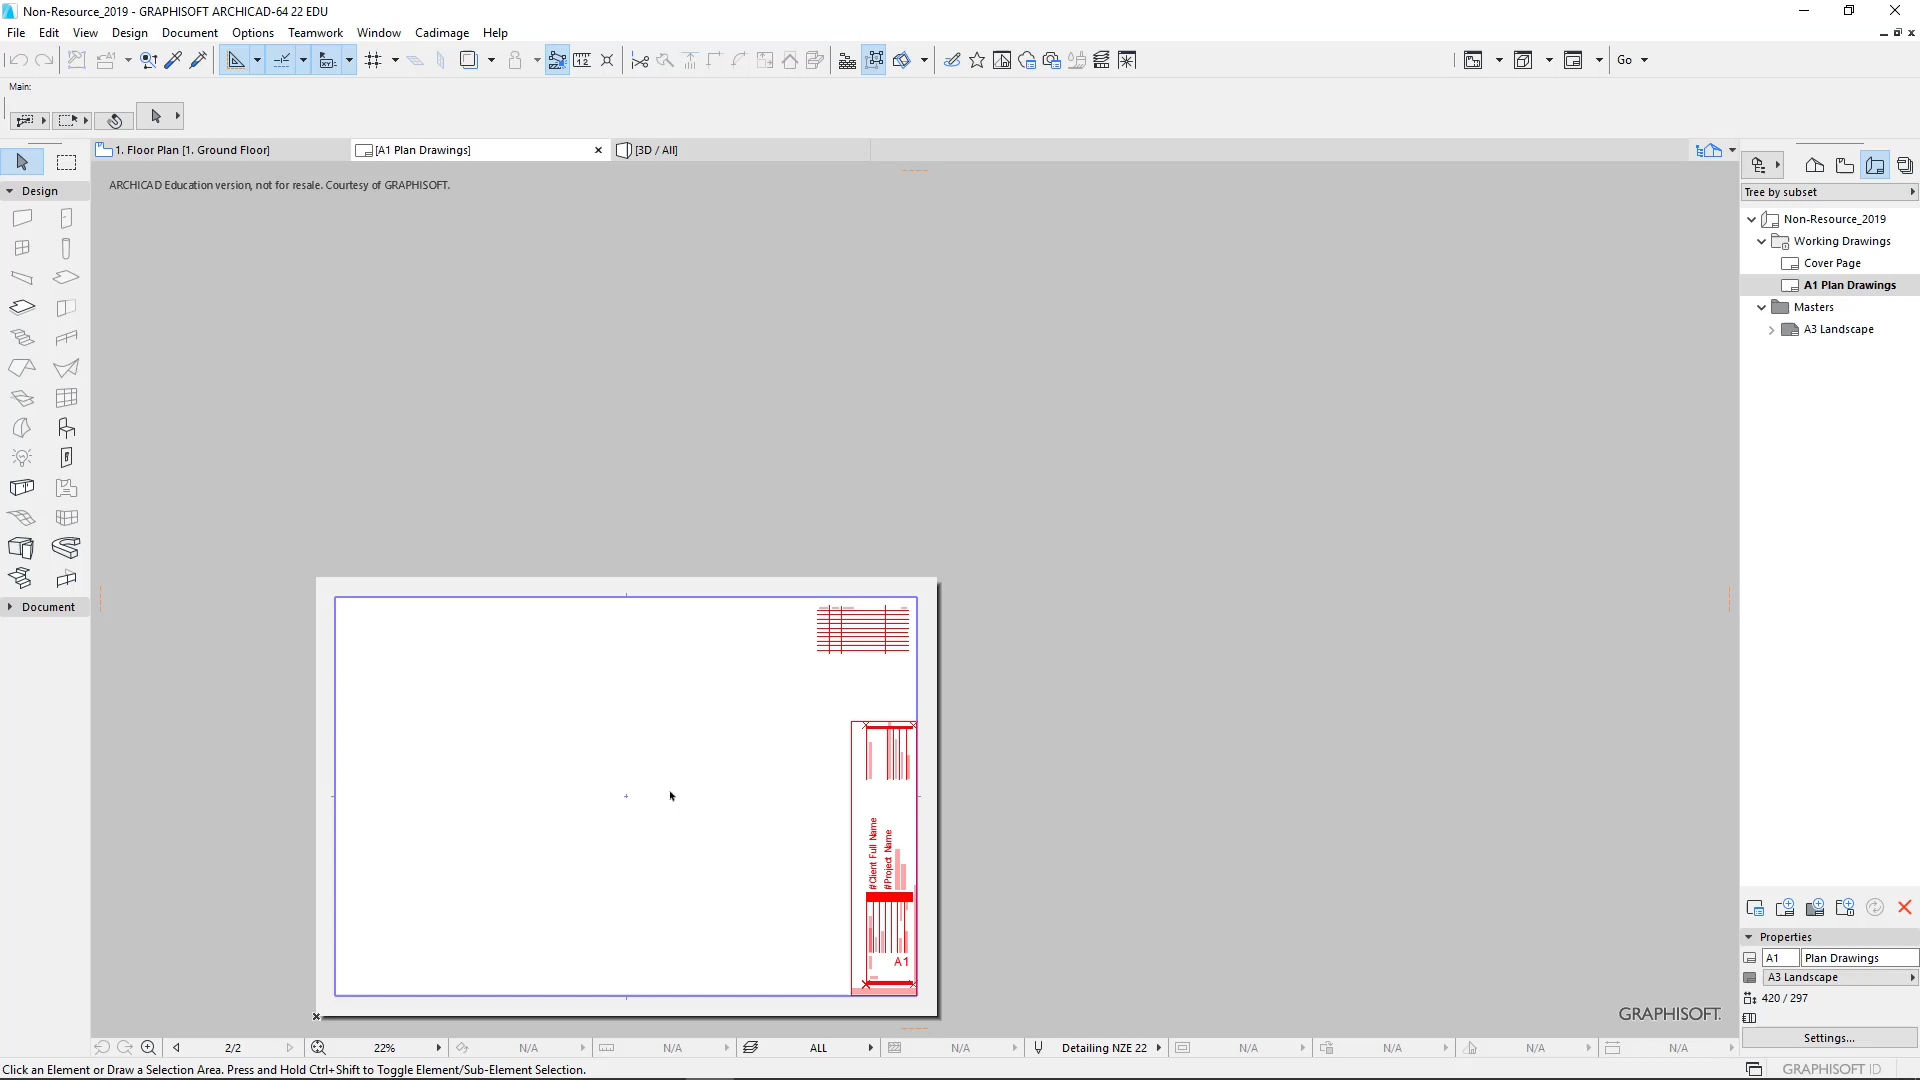 Non-Resource_2019 - GRAPHISOFT ARCHICAD-64 22 EDU
File Edit View Design Document Options Teamwork Window Cadimage Help
Go
Main:
1. Floor Plan [1. Ground Floor]
[A1 Plan Drawings]
[3D / All]
ARCHICAD Education version, not for resale. Courtesy of GRAPHISOFT.
Design
Document
Tree by subset
Non-Resource_2019
Working Drawings
Cover Page
A1 Plan Drawings
Masters
A3 Landscape
#Client Full Name
#Project Name
A1
Properties
A1 Plan Drawings
A3 Landscape
420 / 297
Settings...
GRAPHISOFT.
2/2 22% N/A N/A ALL N/A Detailing NZE 22 N/A N/A N/A N/A
Click an Element or Draw a Selection Area. Press and Hold Ctrl+Shift to Toggle Element/Sub-Element Selection.
GRAPHISOFT ID